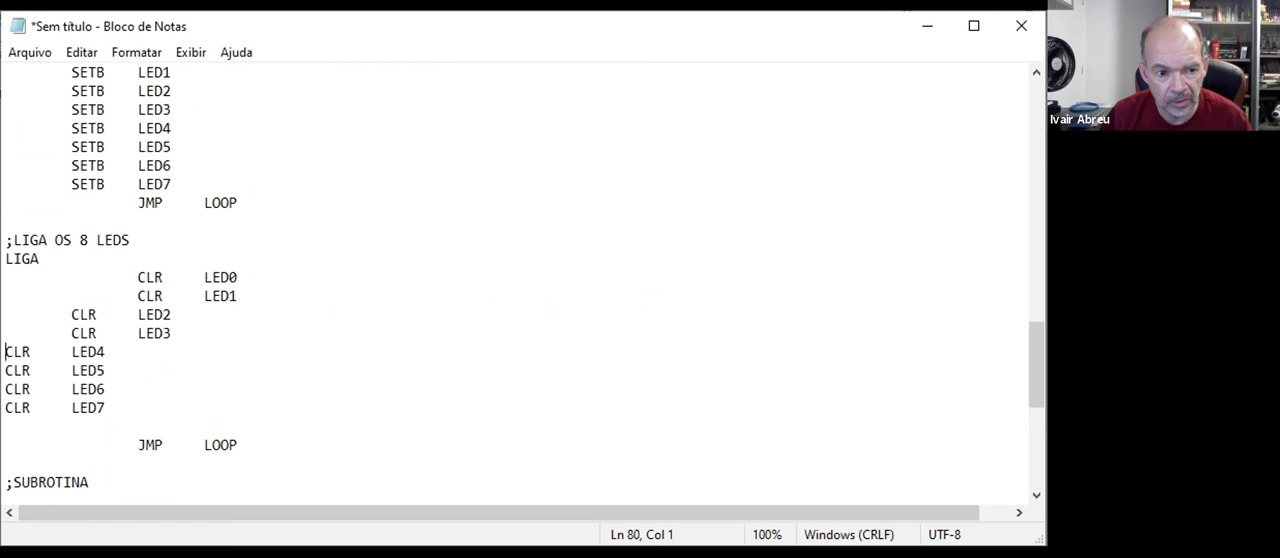 *Sem título - Bloco de Notas
Arquivo Editar Formatar Exibir Ajuda
SETB LED1
SETB LED2
SETB LED3
SETB LED4
SETB LED5
SETB LED6
SETB LED7
JMP LOOP
;LIGA OS 8 LEDS
LIGA
CLR LED0
CLR LED1
CLR LED2
CLR LED3
CLR LED4
CLR LED5
CLR LED6
CLR LED7
JMP LOOP
;SUBROTINA
Ln 80, Col 1 100% Windows (CRLF) UTF-8
Ivair Abreu